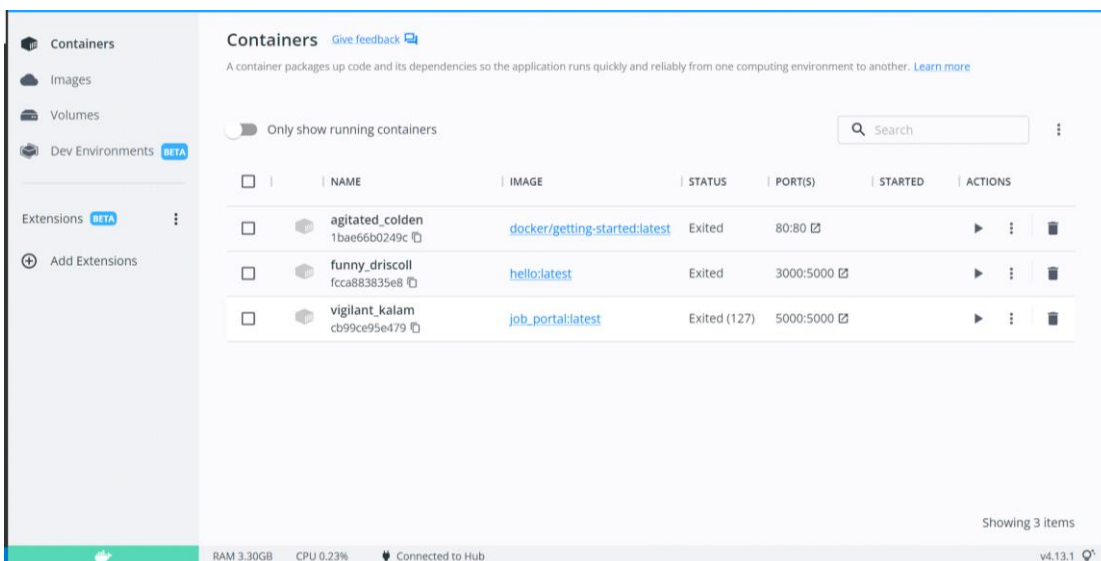 Containers
Images
Volumes
Dev Environments BETA
Extensions BETA
Add Extensions
Containers Give feedback
A container packages up code and its dependencies so the application runs quickly and reliably from one computing environment to another. Learn more
Only show running containers
Search
NAME IMAGE STATUS PORT(S) STARTED ACTIONS
agitated_colden docker/getting-started:latest Exited 80:80
1bae66b0249c
funny_driscoll hello:latest Exited 3000:5000
fcca883835e8
vigilant_kalam job_portal:latest Exited (127) 5000:5000
cb99ce95e479
Showing 3 items
RAM 3.30GB CPU 0.23% Connected to Hub v4.13.1